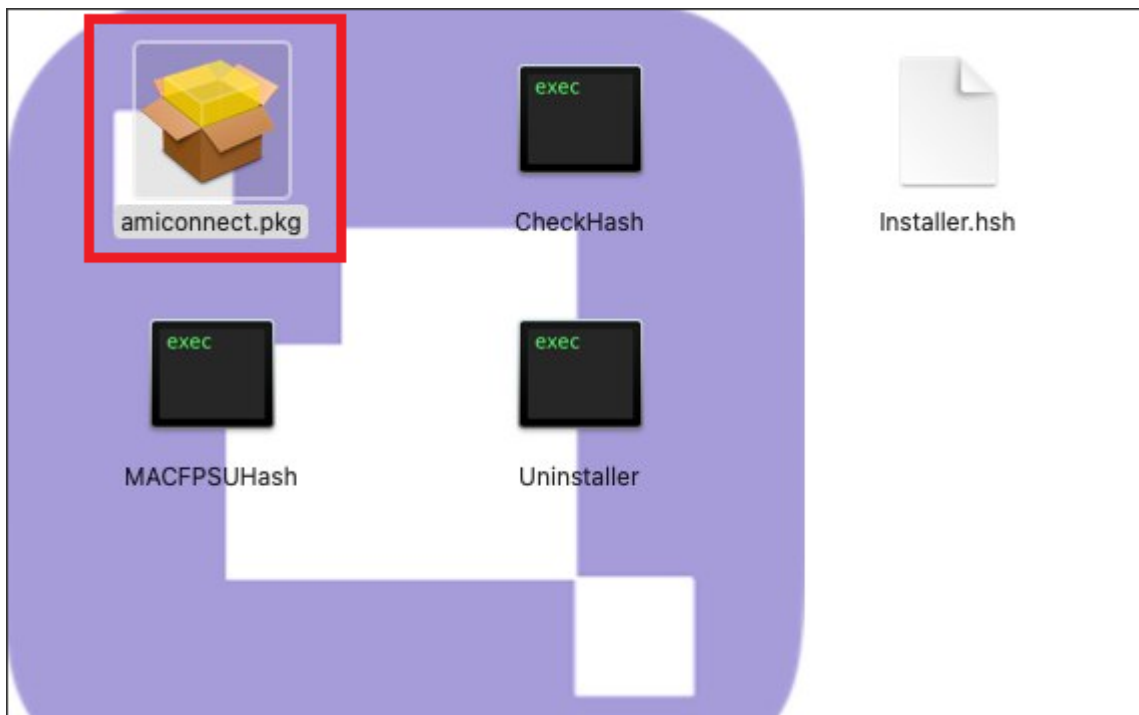 exec
amiconnect.pkg
CheckHash
Installer.hsh
exec
exec
MACFPSUHash
Uninstaller